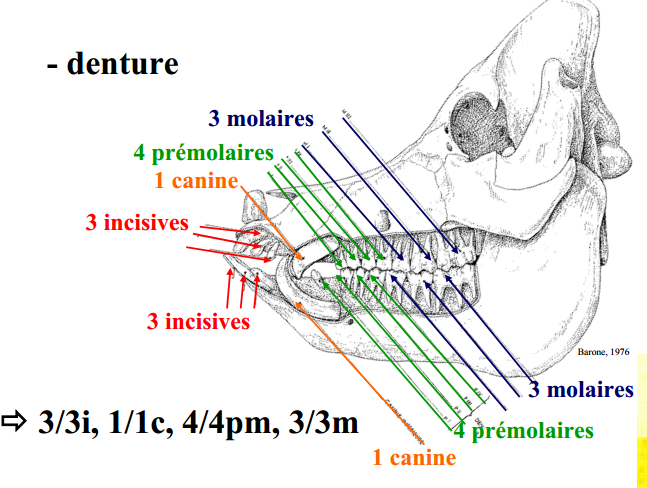 - denture
3 molaires
4 prémolaires
1 canine
3 incisives
3 incisives
Barone, 1976
3 molaires
4 prémolaires
1 canine
⇨ 3/3i, 1/1c, 4/4pm, 3/3m